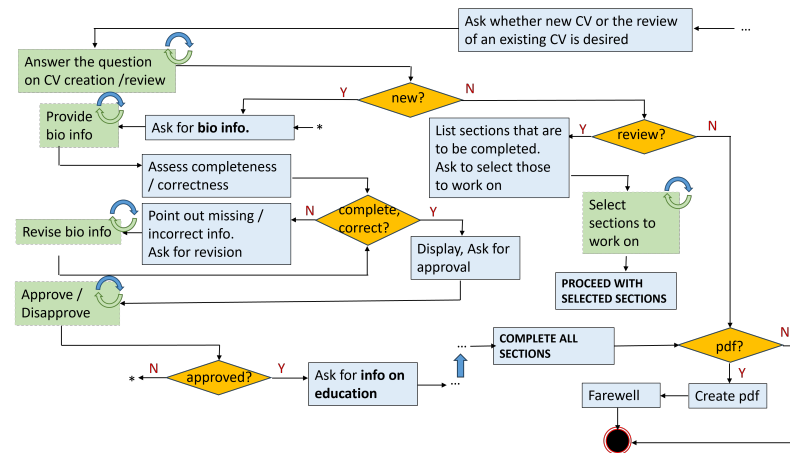 Ask whether new CV or the review
of an existing CV is desired
...
Answer the question
on CV creation /review
new?
Y
N
Provide
bio info
Ask for bio info.
*
List sections that are
to be completed.
Ask to select those
to work on
Y
review?
N
Assess completeness
/ correctness
Select
sections to
work on
Revise bio info
Point out missing /
incorrect info.
Ask for revision
N
complete,
correct?
Y
Display, Ask for
approval
PROCEED WITH
SELECTED SECTIONS
Approve /
Disapprove
...
COMPLETE ALL
SECTIONS
pdf?
N
Y
*
N
approved?
Y
Ask for info on
education
...
Farewell
Create pdf